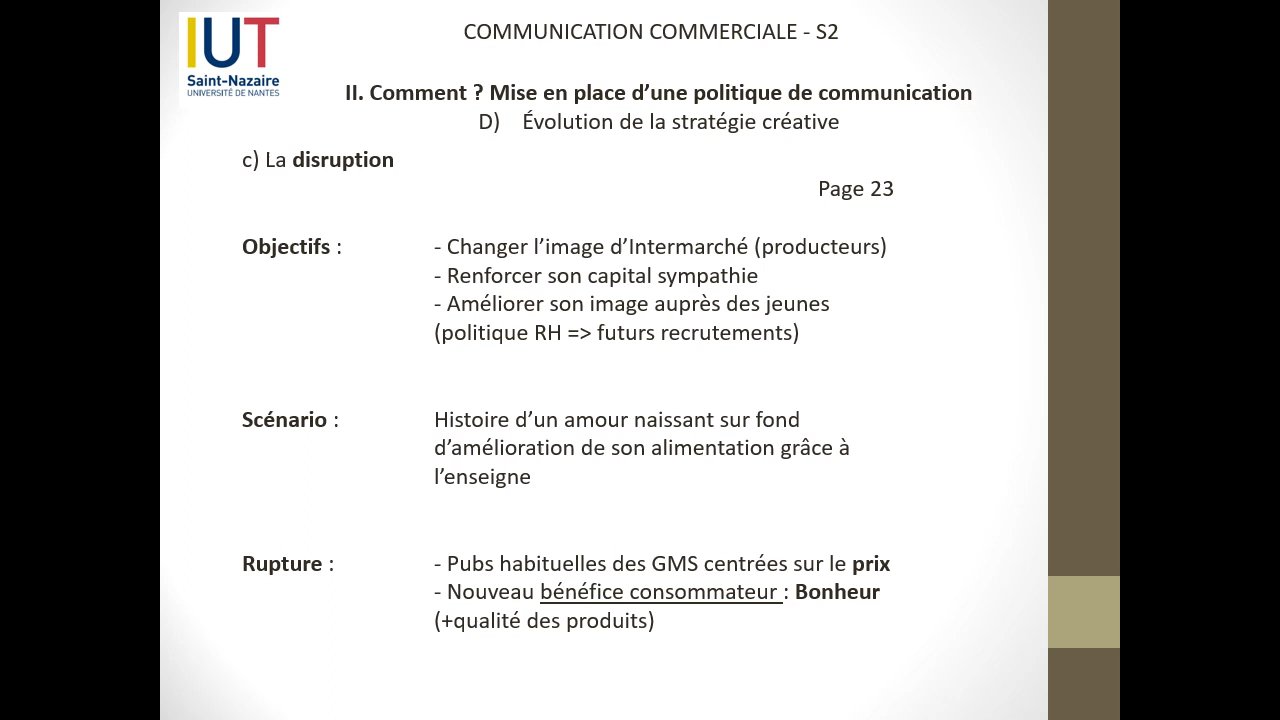 IUT
Saint-Nazaire
UNIVERSITÉ DE NANTES
COMMUNICATION COMMERCIALE - S2
II. Comment ? Mise en place d’une politique de communication
D) Évolution de la stratégie créative
c) La disruption
Page 23
Objectifs : - Changer l’image d’Intermarché (producteurs)
- Renforcer son capital sympathie
- Améliorer son image auprès des jeunes
(politique RH => futurs recrutements)
Scénario : Histoire d’un amour naissant sur fond
d’amélioration de son alimentation grâce à
l’enseigne
Rupture : - Pubs habituelles des GMS centrées sur le prix
- Nouveau bénéfice consommateur : Bonheur
(+qualité des produits)